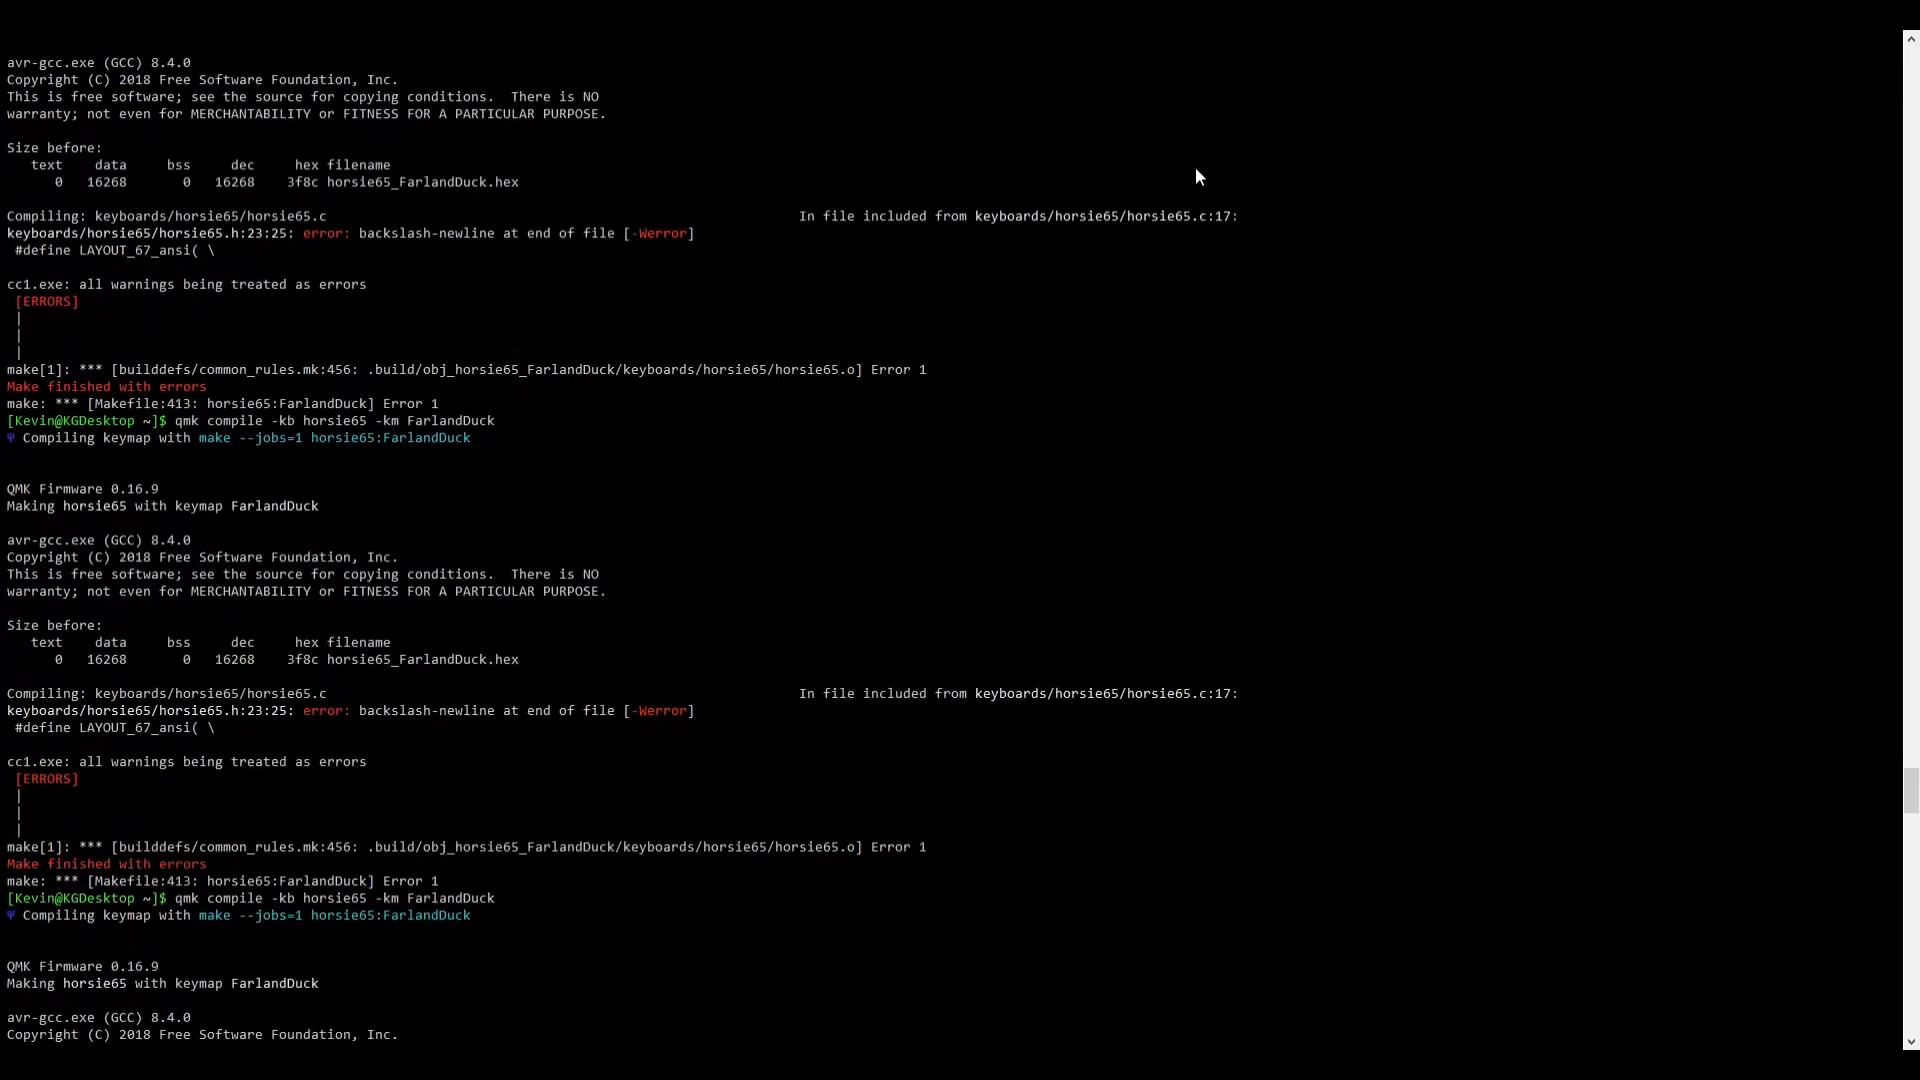 avr-gcc.exe (GCC) 8.4.0
Copyright (C) 2018 Free Software Foundation, Inc.
This is free software; see the source for copying conditions.  There is NO
warranty; not even for MERCHANTABILITY or FITNESS FOR A PARTICULAR PURPOSE.
Size before:
   text    data     bss     dec     hex filename
      0   16268       0   16268    3f8c horsie65_FarlandDuck.hex
Compiling: keyboards/horsie65/horsie65.c                                                           In file included from keyboards/horsie65/horsie65.c:17:
keyboards/horsie65/horsie65.h:23:25: error: backslash-newline at end of file [-Werror]
 #define LAYOUT_67_ansi( \
cc1.exe: all warnings being treated as errors
 [ERRORS]
 |
 |
 |
make[1]: *** [builddefs/common_rules.mk:456: .build/obj_horsie65_FarlandDuck/keyboards/horsie65/horsie65.o] Error 1
Make finished with errors
make: *** [Makefile:413: horsie65:FarlandDuck] Error 1
[Kevin@KGDesktop ~]$ qmk compile -kb horsie65 -km FarlandDuck
Ψ Compiling keymap with make --jobs=1 horsie65:FarlandDuck
QMK Firmware 0.16.9
Making horsie65 with keymap FarlandDuck
avr-gcc.exe (GCC) 8.4.0
Copyright (C) 2018 Free Software Foundation, Inc.
This is free software; see the source for copying conditions.  There is NO
warranty; not even for MERCHANTABILITY or FITNESS FOR A PARTICULAR PURPOSE.
Size before:
   text    data     bss     dec     hex filename
      0   16268       0   16268    3f8c horsie65_FarlandDuck.hex
Compiling: keyboards/horsie65/horsie65.c                                                           In file included from keyboards/horsie65/horsie65.c:17:
keyboards/horsie65/horsie65.h:23:25: error: backslash-newline at end of file [-Werror]
 #define LAYOUT_67_ansi( \
cc1.exe: all warnings being treated as errors
 [ERRORS]
 |
 |
 |
make[1]: *** [builddefs/common_rules.mk:456: .build/obj_horsie65_FarlandDuck/keyboards/horsie65/horsie65.o] Error 1
Make finished with errors
make: *** [Makefile:413: horsie65:FarlandDuck] Error 1
[Kevin@KGDesktop ~]$ qmk compile -kb horsie65 -km FarlandDuck
Ψ Compiling keymap with make --jobs=1 horsie65:FarlandDuck
QMK Firmware 0.16.9
Making horsie65 with keymap FarlandDuck
avr-gcc.exe (GCC) 8.4.0
Copyright (C) 2018 Free Software Foundation, Inc.